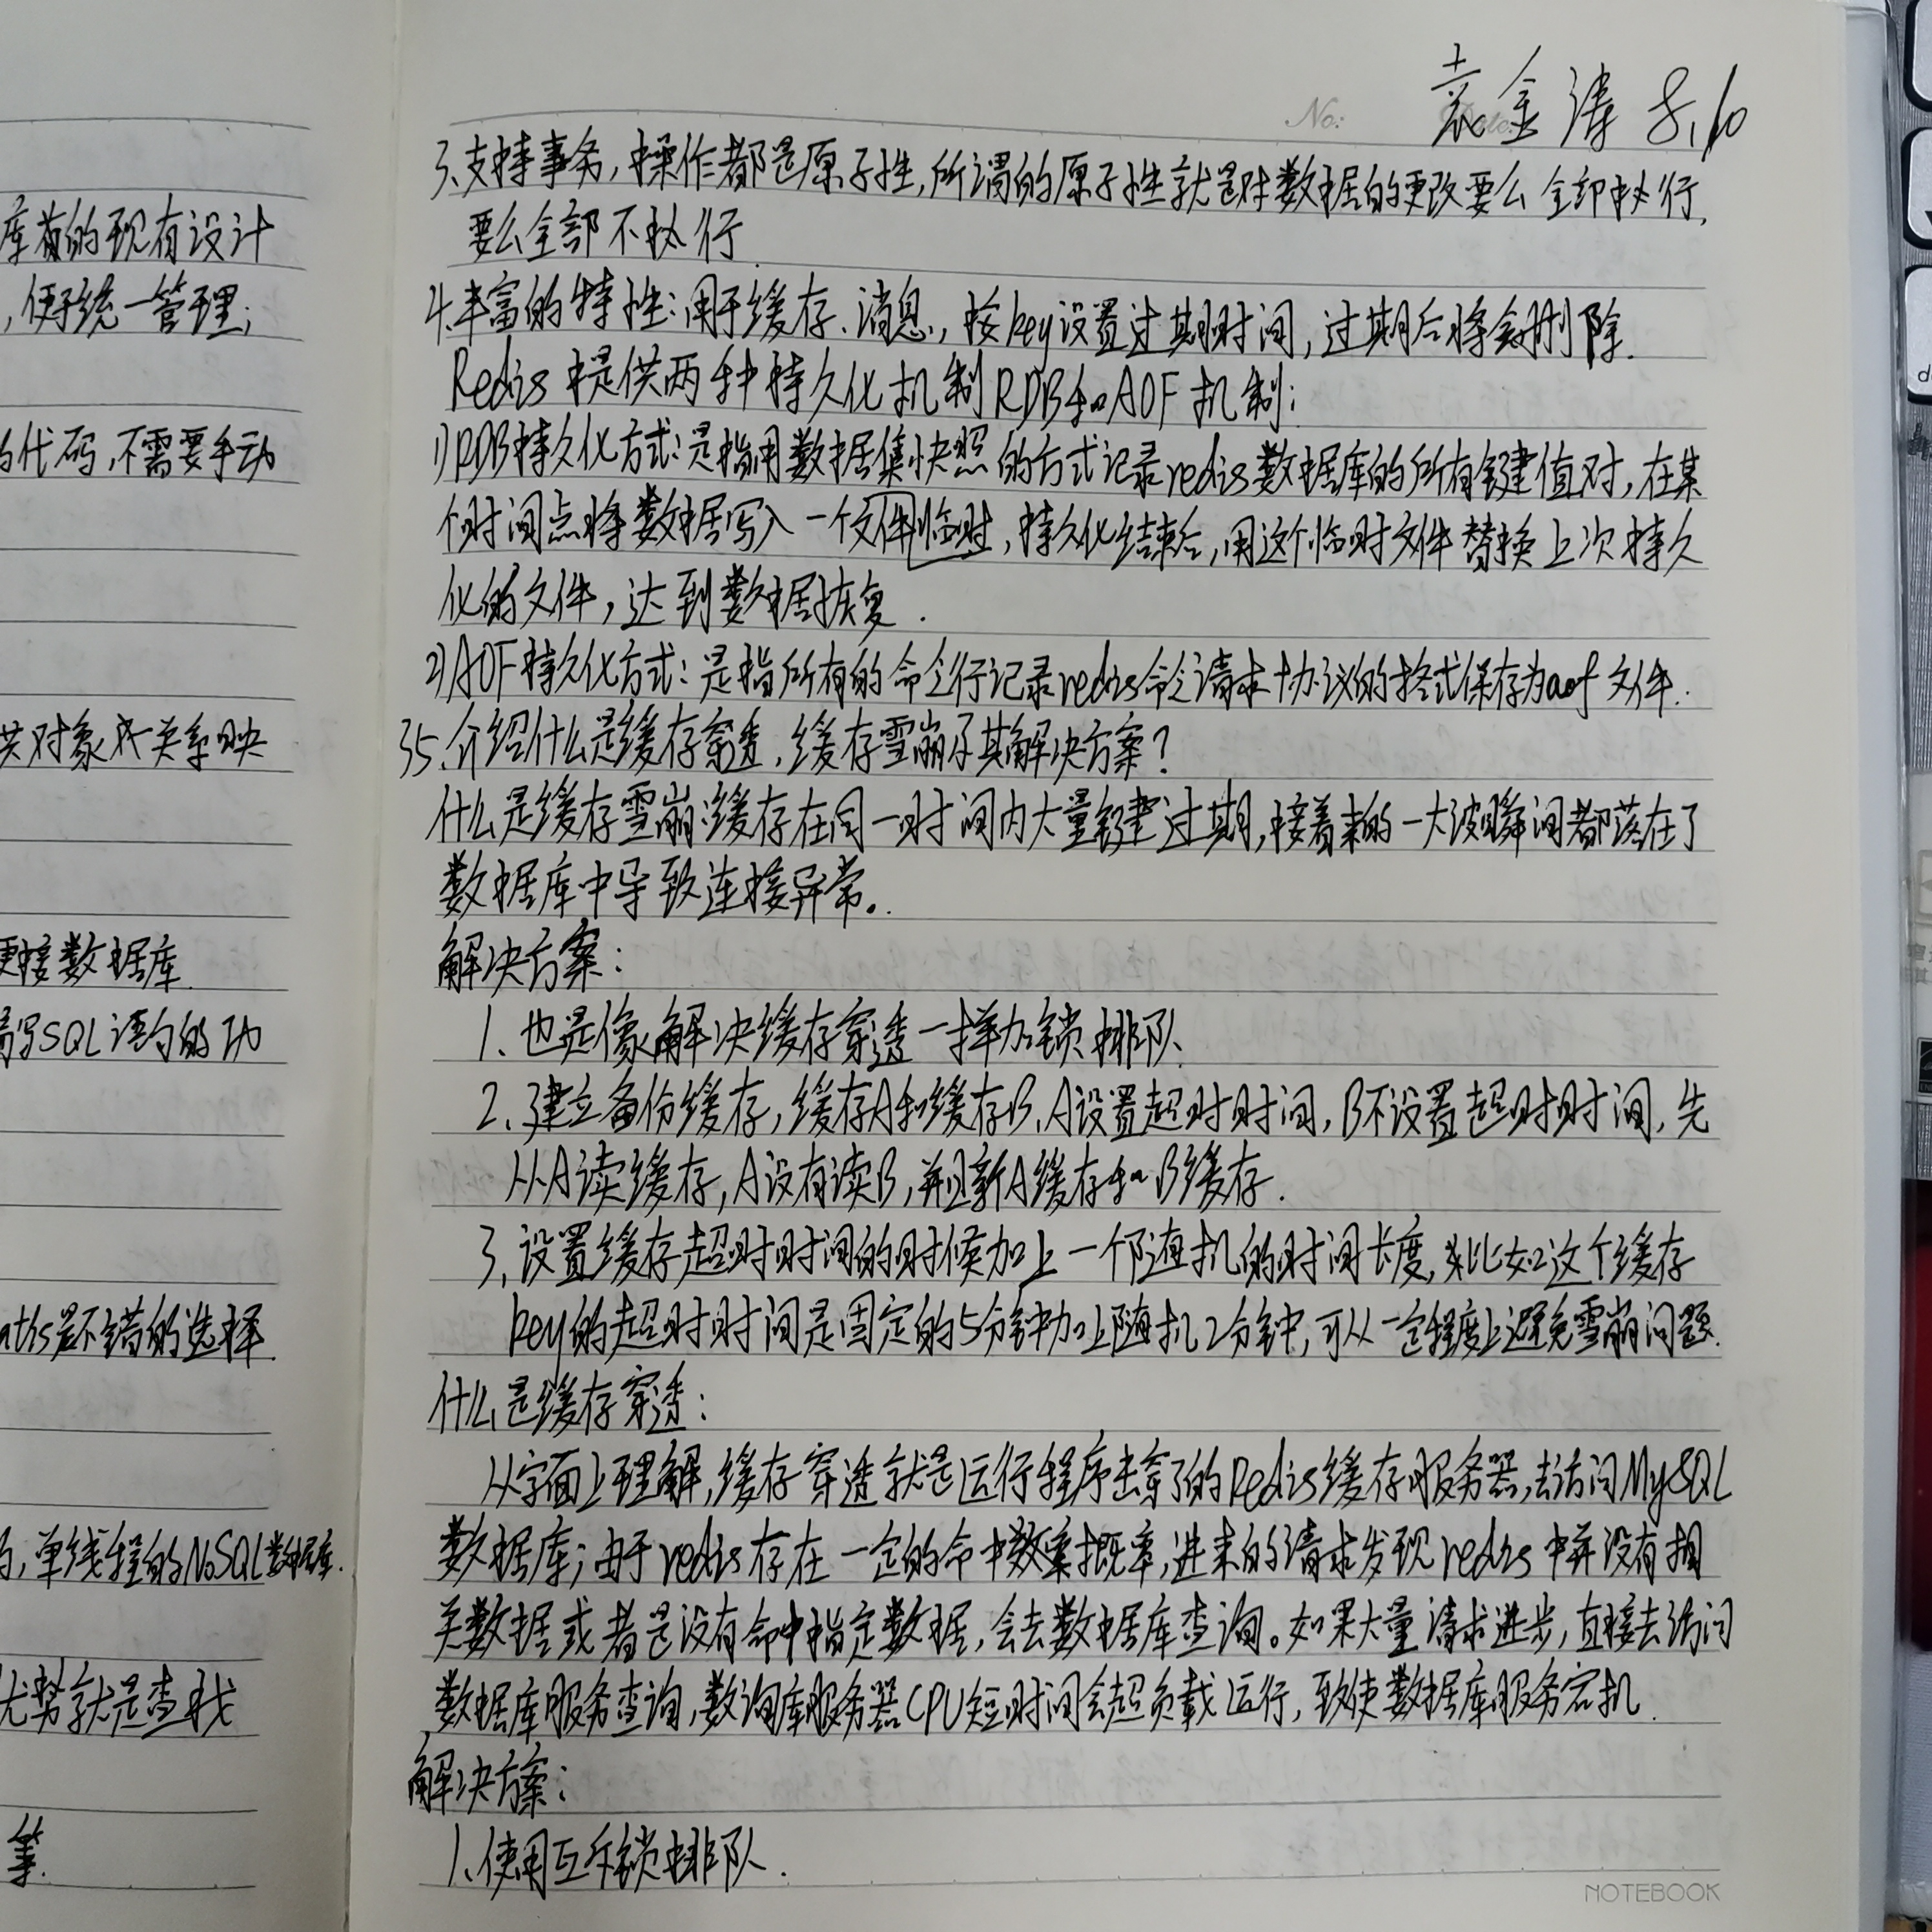 库有的现有设计
，便于统一管理；
的代码，不需要手动
关对象或关系映
更接数据库
需写SQL语句的功
是不错的选择
，单线程的NoSQL数据库.
优势就是查找
等.
No: Date:
袁金涛 8,10
3、支持事务，操作都是原子性，所谓的原子性就是对数据的更改要么全部执行，
要么全部不执行
4.丰富的特性：用于缓存、消息，按key设置过期时间，过期后将会删除.
Redis提供两种持久化机制RDB和AOF机制：
1)RDB持久化方式：是指用数据集快照的方式记录redis数据库的所有键值对，在某
个时间点将数据写入一个文件临时，持久化结束后，用这个临时文件替换上次持久
化的文件，达到数据恢复.
2)AOF持久化方式：是指所有的命令行记录redis命令请求协议的格式保存为aof文件.
35、介绍什么是缓存穿透，缓存雪崩及其解决方案？
什么是缓存雪崩：缓存在同一时间内大量键过期，接着来的一大波瞬间都落在了
数据库中导致连接异常。
解决方案：
1、也是像解决缓存穿透一样加锁排队、
2、建立备份缓存，缓存A和缓存B、A设置超时时间，B不设置超时时间，先
从A读缓存，A没有读B，并且新A缓存和B缓存.
3、设置缓存超时时间的时候加上一个随机的时间长度，比如这个缓存
key的超时时间是固定的5分钟加上随机2分钟，可从一定程度上避免雪崩问题.
什么是缓存穿透：
从字面上理解，缓存穿透就是运行程序击穿了的Redis缓存服务器，去访问MySQL
数据库；由于redis存在一定的命中概率，进来的请求发现redis中并没有相
关数据或者是没有命中指定数据，会去数据库查询。如果大量请求进步，直接去访问
数据库服务查询，数询库服务器CPU短时间会超负载运行，致使数据库服务宕机.
解决方案：
1、使用互斥锁排队.
NOTEBOOK